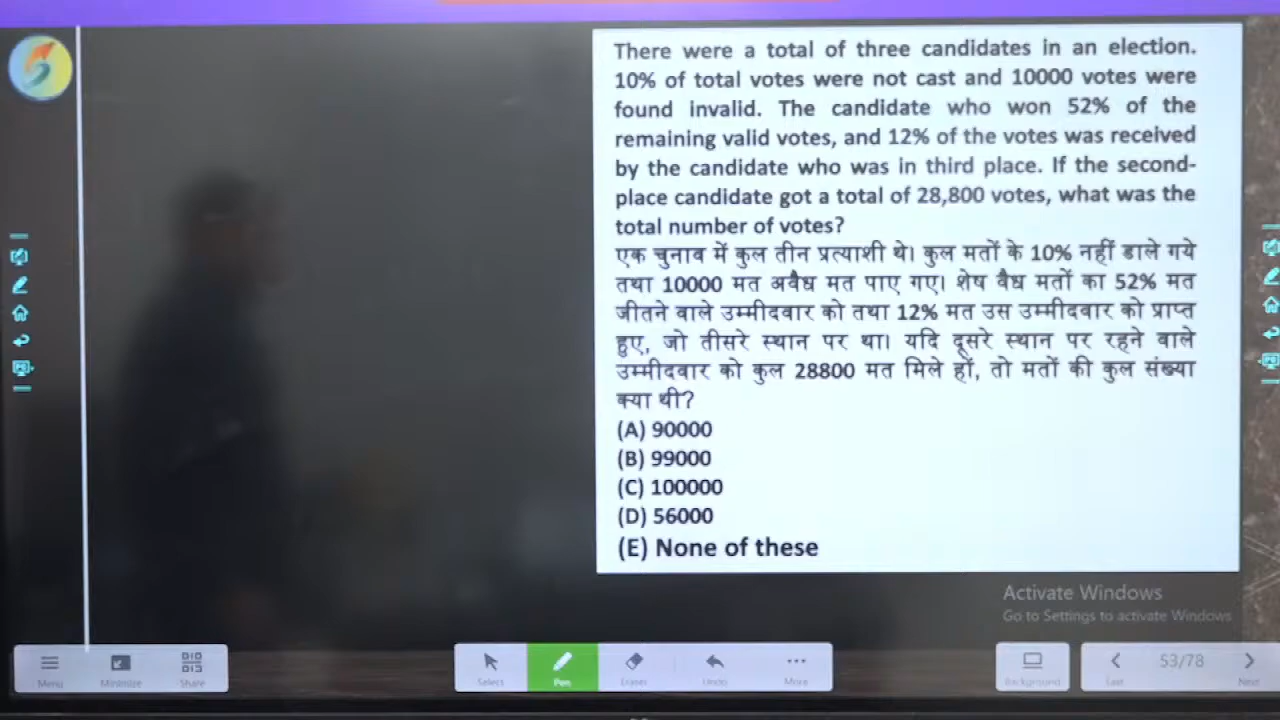 There were a total of three candidates in an election.
10% of total votes were not cast and 10000 votes were
found invalid. The candidate who won 52% of the
remaining valid votes, and 12% of the votes was received
by the candidate who was in third place. If the second-
place candidate got a total of 28,800 votes, what was the
total number of votes?
एक चुनाव में कुल तीन प्रत्याशी थे। कुल मतों के 10% नहीं डाले गये
तथा 10000 मत अवैध मत पाए गए। शेष वैध मतों का 52% मत
जीतने वाले उम्मीदवार को तथा 12% मत उस उम्मीदवार को प्राप्त
हुए, जो तीसरे स्थान पर था। यदि दूसरे स्थान पर रहने वाले
उम्मीदवार को कुल 28800 मत मिले हों, तो मतों की कुल संख्या
क्या थी?
(A) 90000
(B) 99000
(C) 100000
(D) 56000
(E) None of these
Activate Windows
Go to Settings to activate Windows
Menu Minimize Share Select Pen Eraser Undo More Background Last 53/78 Next